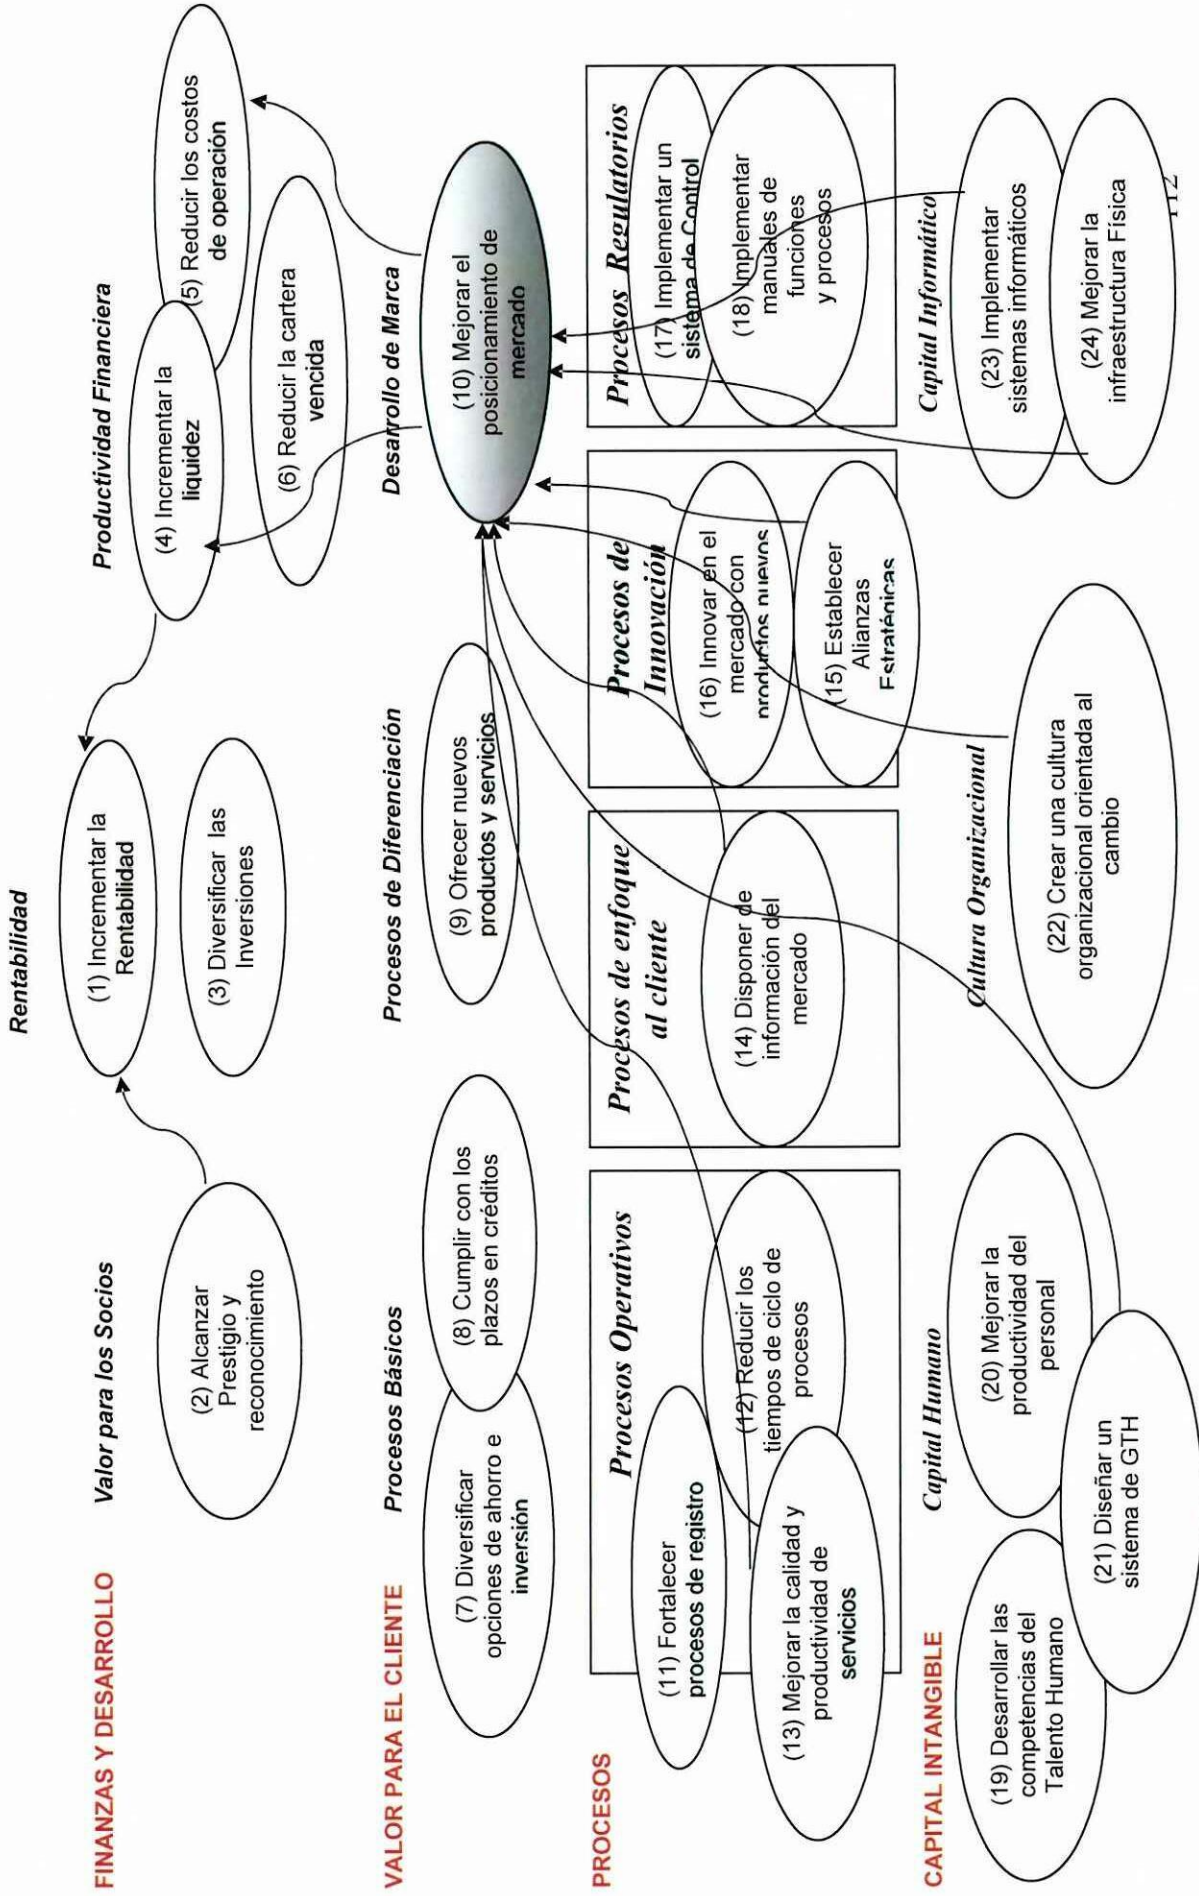 Rentabilidad
FINANZAS Y DESARROLLO
Valor para los Socios
Productividad Financiera
(2) Alcanzar
Prestigio y
reconocimiento
(1) Incrementar la
Rentabilidad
(3) Diversificar las
Inversiones
(4) Incrementar la
liquidez
(5) Reducir los costos
de operación
(6) Reducir la cartera
vencida
VALOR PARA EL CLIENTE
Procesos Básicos
Procesos de Diferenciación
Desarrollo de Marca
(7) Diversificar
opciones de ahorro e
inversión
(8) Cumplir con los
plazos en créditos
(9) Ofrecer nuevos
productos y servicios
(10) Mejorar el
posicionamiento de
mercado
PROCESOS
Procesos Operativos
(11) Fortalecer
procesos de registro
(12) Reducir los
tiempos de ciclo de
procesos
(13) Mejorar la calidad y
productividad de
servicios
Procesos de enfoque
al cliente
(14) Disponer de
información del
mercado
Procesos de
Innovación
(16) Innovar en el
mercado con
productos nuevos
(15) Establecer
Alianzas
Estratégicas
Procesos Regulatorios
(17) Implementar un
sistema de Control
(18) Implementar
manuales de
funciones
y procesos
CAPITAL INTANGIBLE
Capital Humano
Cultura Organizacional
Capital Informático
(19) Desarrollar las
competencias del
Talento Humano
(20) Mejorar la
productividad del
personal
(21) Diseñar un
sistema de GTH
(22) Crear una cultura
organizacional orientada al
cambio
(23) Implementar
sistemas informáticos
(24) Mejorar la
infraestructura Física